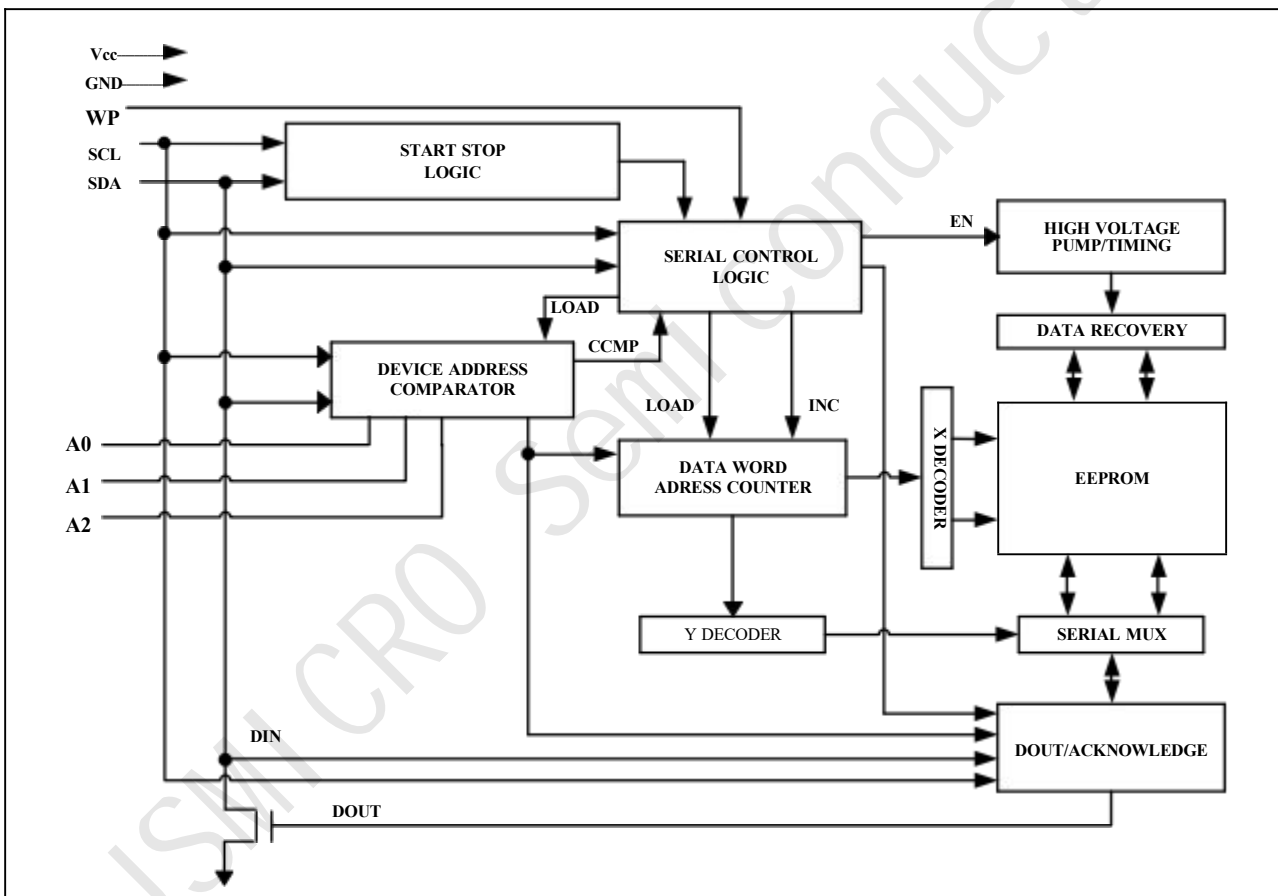 Vcc
GND
WP
SCL
SDA
START STOP
LOGIC
SERIAL CONTROL
LOGIC
EN
HIGH VOLTAGE
PUMP/TIMING
LOAD
DATA RECOVERY
CCMP
DEVICE ADDRESS
COMPARATOR
LOAD
INC
A0
A1
A2
DATA WORD
ADRESS COUNTER
X DECODER
EEPROM
Y DECODER
SERIAL MUX
DIN
DOUT/ACKNOWLEDGE
DOUT
ISMI CRO Semi conduc